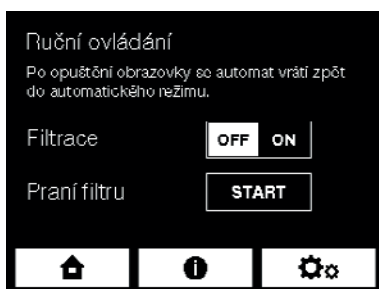 Ruční ovládání
Po opuštění obrazovky se automat vrátí zpět
do automatického režimu.
Filtrace
OFF ON
Praní filtru
START